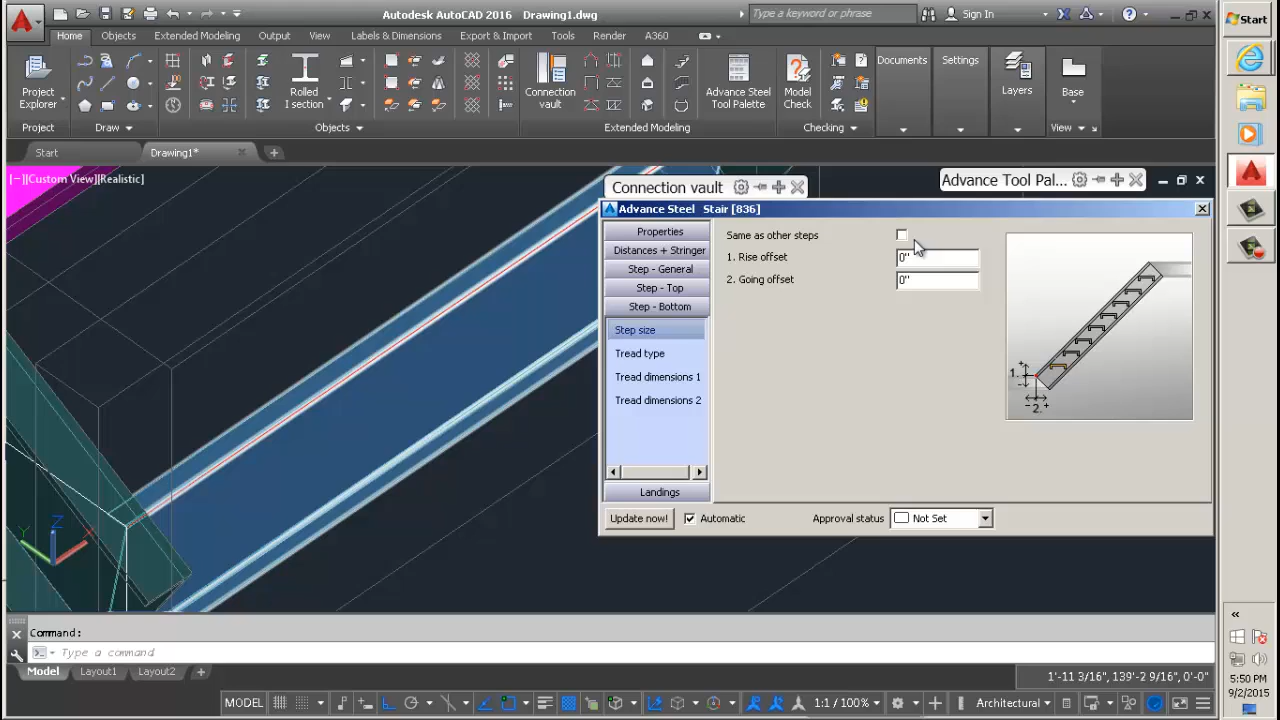 Autodesk AutoCAD 2016 Drawing1.dwg
Type a keyword or phrase
Sign In
Start
Home
Objects
Extended Modeling
Output
View
Labels & Dimensions
Export & Import
Tools
Render
A360
Project Explorer
Rolled I section
Connection vault
Advance Steel Tool Palette
Model Check
Documents
Settings
Layers
Base
Project
Draw
Objects
Extended Modeling
Checking
View
Start
Drawing1*
[−][Custom View][Realistic]
Connection vault
Advance Tool Pal...
Advance Steel Stair [836]
Properties
Distances + Stringer
Step - General
Step - Top
Step - Bottom
Step size
Tread type
Tread dimensions 1
Tread dimensions 2
Landings
Same as other steps
1. Rise offset
0"
2. Going offset
0"
1.
2.
Update now!
Automatic
Approval status
Not Set
Y
Z
X
Command:
Type a command
Model
Layout1
Layout2
1'-11 3/16", 139'-2 9/16", 0'-0"
MODEL
1:1 / 100%
Architectural
5:50 PM
9/2/2015